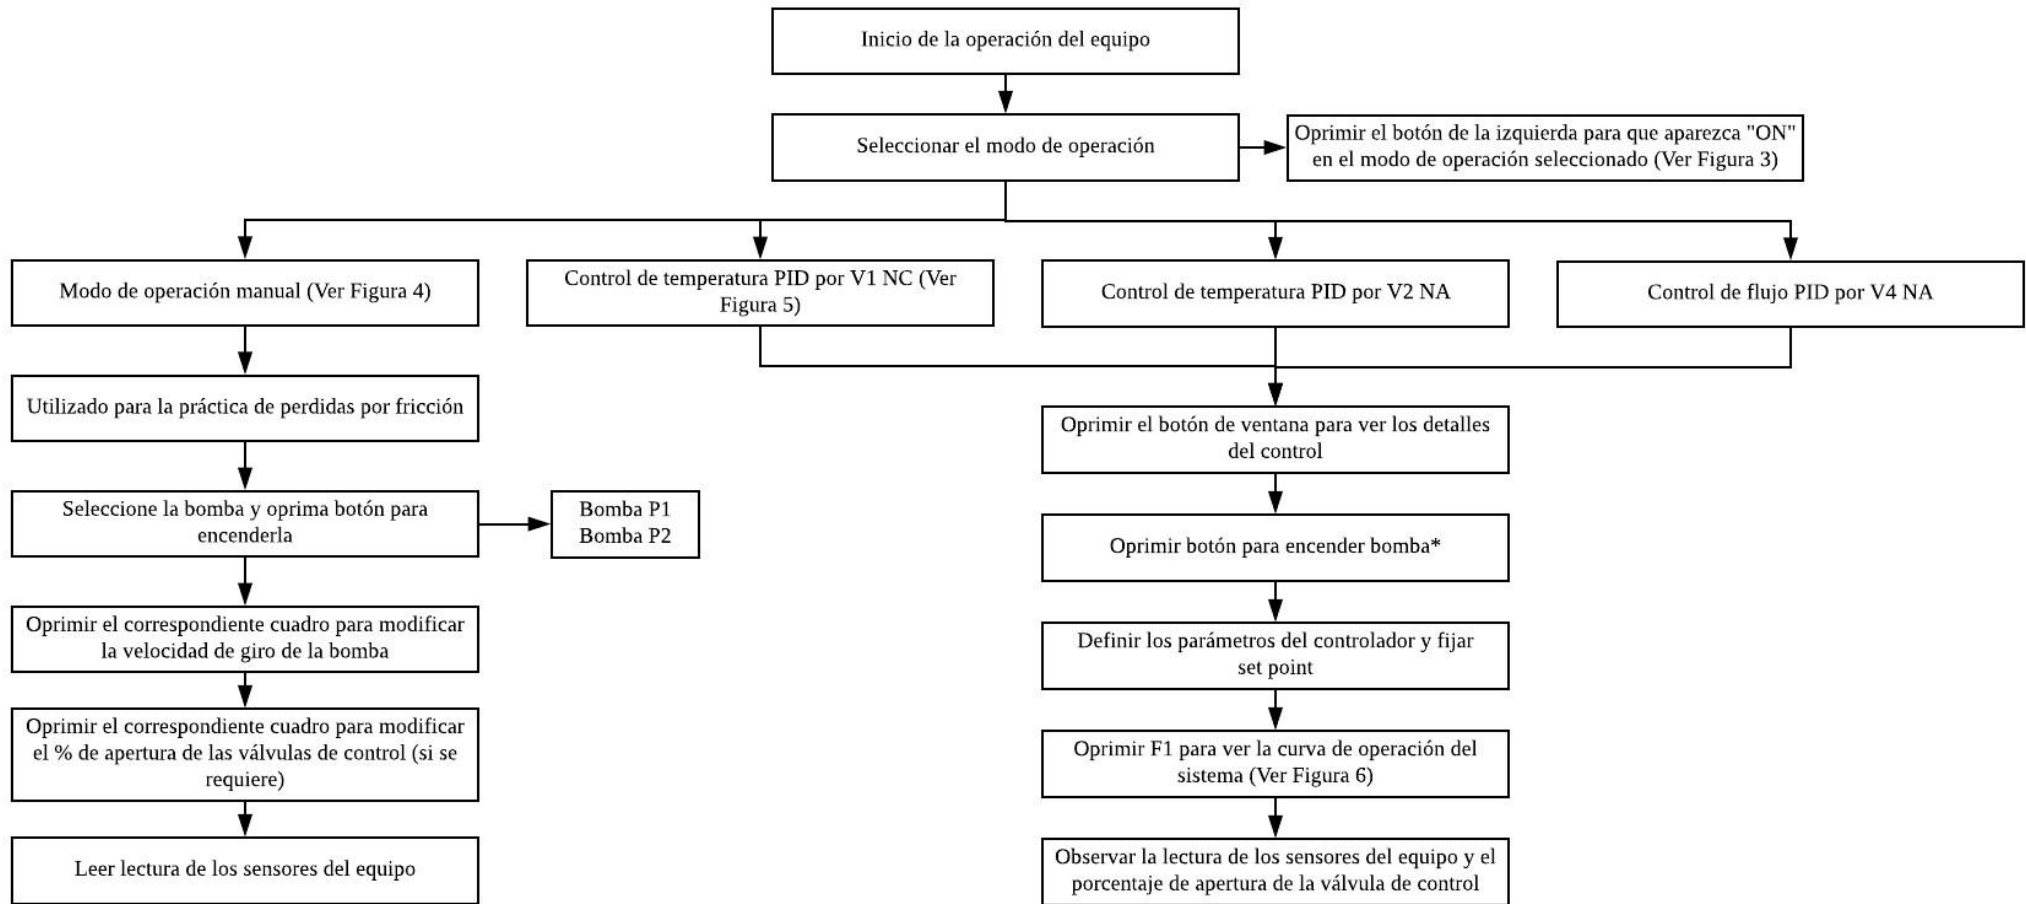 Inicio de la operación del equipo
Seleccionar el modo de operación
Oprimir el botón de la izquierda para que aparezca "ON"
en el modo de operación seleccionado (Ver Figura 3)
Modo de operación manual (Ver Figura 4)
Control de temperatura PID por V1 NC (Ver
Figura 5)
Control de temperatura PID por V2 NA
Control de flujo PID por V4 NA
Utilizado para la práctica de perdidas por fricción
Seleccione la bomba y oprima botón para
encenderla
Bomba P1
Bomba P2
Oprimir el correspondiente cuadro para modificar
la velocidad de giro de la bomba
Oprimir el correspondiente cuadro para modificar
el % de apertura de las válvulas de control (si se
requiere)
Leer lectura de los sensores del equipo
Oprimir el botón de ventana para ver los detalles
del control
Oprimir botón para encender bomba*
Definir los parámetros del controlador y fijar
set point
Oprimir F1 para ver la curva de operación del
sistema (Ver Figura 6)
Observar la lectura de los sensores del equipo y el
porcentaje de apertura de la válvula de control